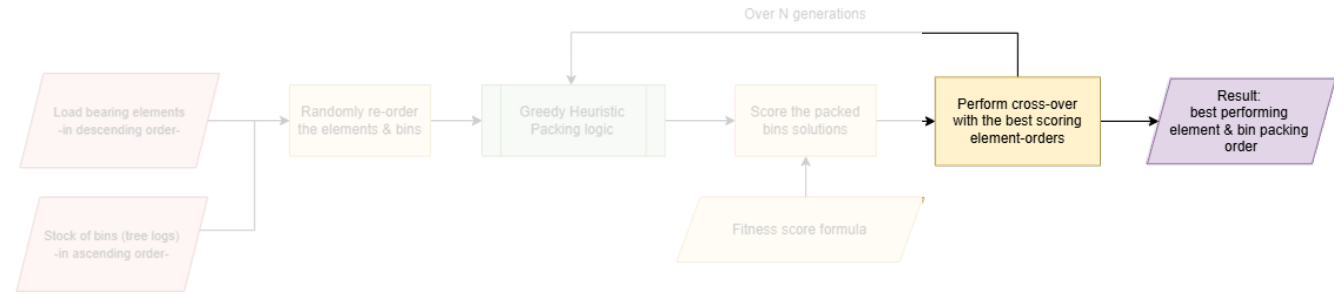 Over N generations
Load bearing elements
-in descending order-
Randomly re-order
the elements & bins
Greedy Heuristic
Packing logic
Score the packed
bins solutions
Perform cross-over
with the best scoring
element-orders
Result:
best performing
element & bin packing
order
Stock of bins (tree logs)
-in ascending order-
Fitness score formula